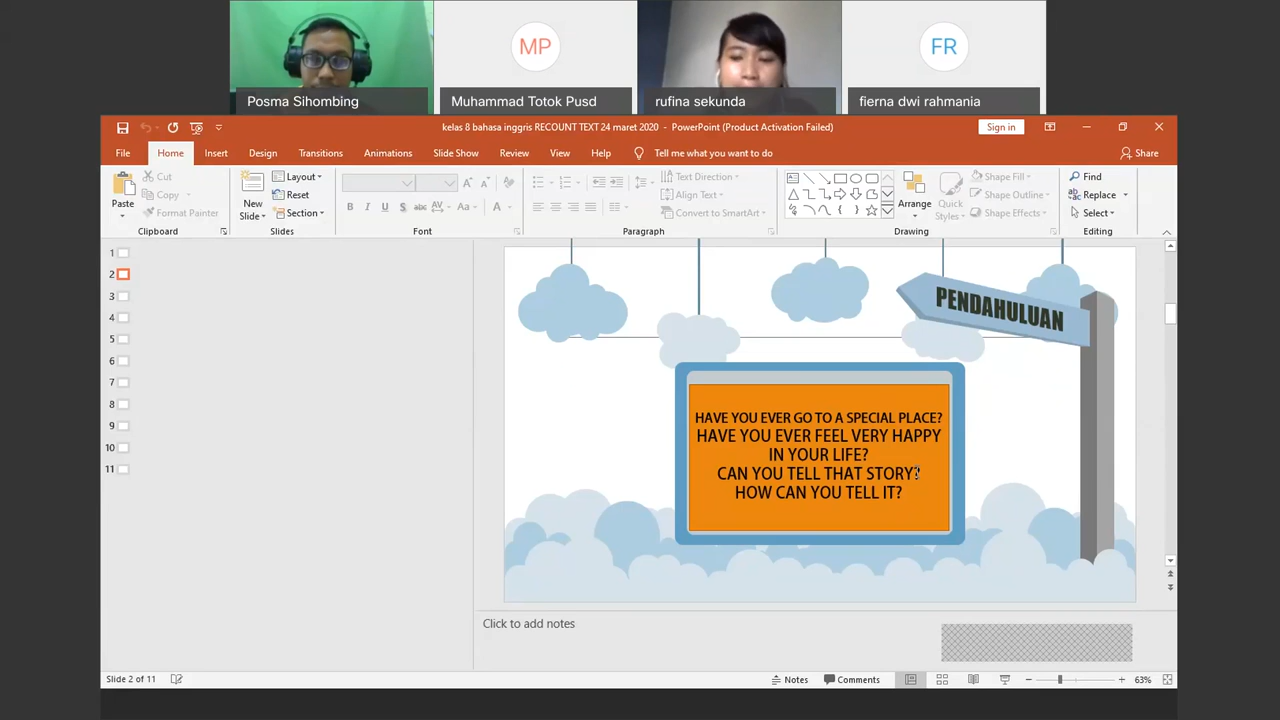 MP
FR
Posma Sihombing
Muhammad Totok Pusd
rufina sekunda
fierna dwi rahmania
kelas 8 bahasa inggris RECOUNT TEXT 24 maret 2020 - PowerPoint (Product Activation Failed)
Sign in
File Home Insert Design Transitions Animations Slide Show Review View Help Tell me what you want to do Share
Paste
Cut
Copy
Format Painter
Clipboard
New Slide
Layout
Reset
Section
Slides
B I U S abc AV Aa A
Font
Text Direction
Align Text
Convert to SmartArt
Paragraph
Arrange
Quick Styles
Shape Fill
Shape Outline
Shape Effects
Drawing
Find
Replace
Select
Editing
1
2
3
4
5
6
7
8
9
10
11
PENDAHULUAN
HAVE YOU EVER GO TO A SPECIAL PLACE?
HAVE YOU EVER FEEL VERY HAPPY
IN YOUR LIFE?
CAN YOU TELL THAT STORY?
HOW CAN YOU TELL IT?
Click to add notes
Slide 2 of 11
Notes
Comments
63%